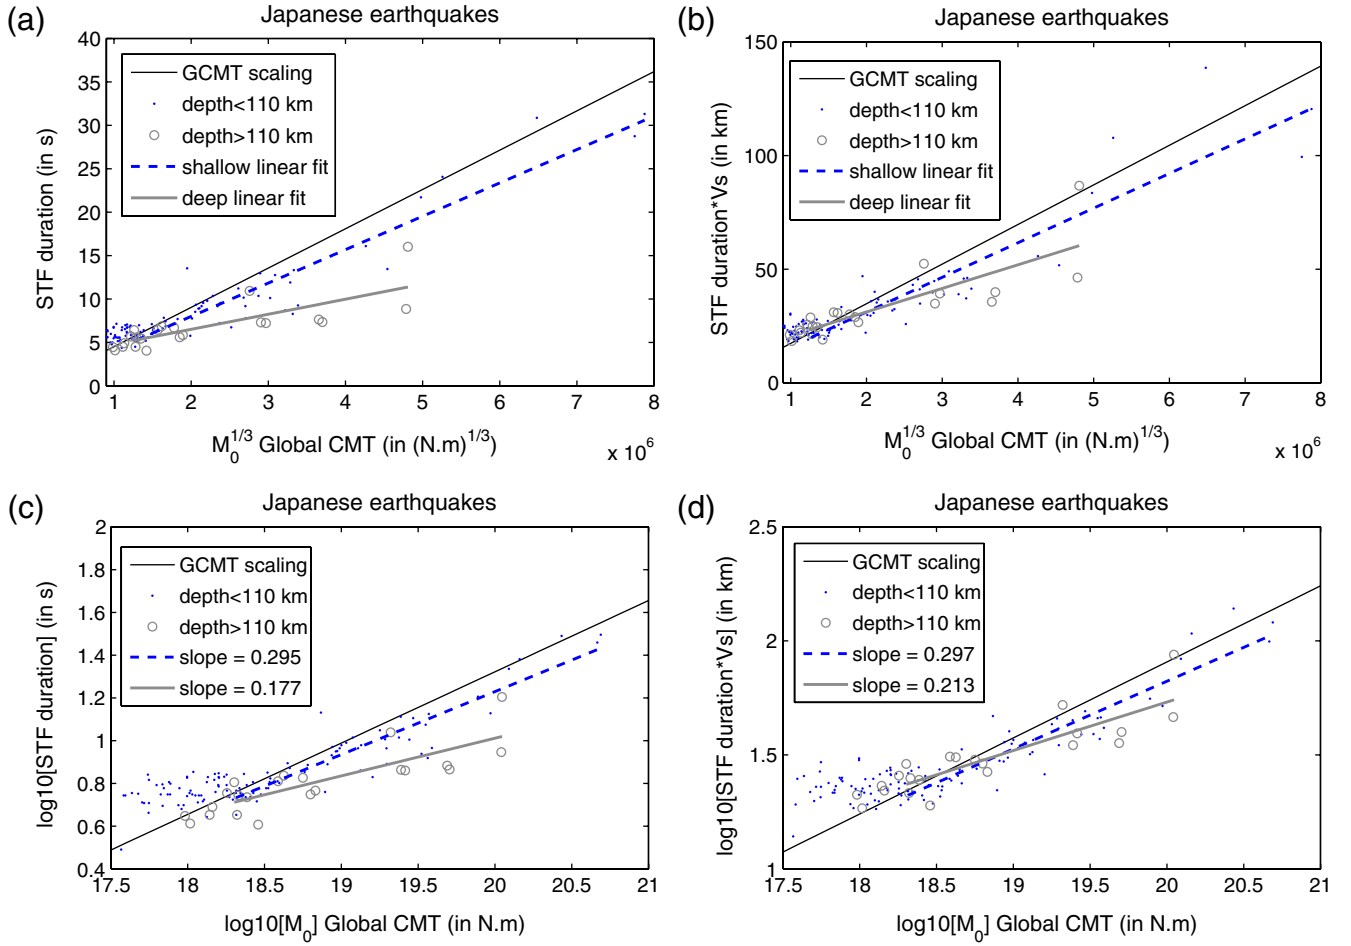 (a)
Japanese earthquakes
STF duration (in s)
40
35
30
25
20
15
10
5
0
GCMT scaling
depth<110 km
depth>110 km
shallow linear fit
deep linear fit
1 2 3 4 5 6 7 8
M0^1/3 Global CMT (in (N.m)^1/3)
x 10^6
(b)
Japanese earthquakes
STF duration*Vs (in km)
150
100
50
0
GCMT scaling
depth<110 km
depth>110 km
shallow linear fit
deep linear fit
1 2 3 4 5 6 7 8
M0^1/3 Global CMT (in (N.m)^1/3)
x 10^6
(c)
Japanese earthquakes
log10[STF duration] (in s)
2
1.8
1.6
1.4
1.2
1
0.8
0.6
0.4
GCMT scaling
depth<110 km
depth>110 km
slope = 0.295
slope = 0.177
17.5 18 18.5 19 19.5 20 20.5 21
log10[M0] Global CMT (in N.m)
(d)
Japanese earthquakes
log10[STF duration*Vs] (in km)
2.5
2
1.5
1
GCMT scaling
depth<110 km
depth>110 km
slope = 0.297
slope = 0.213
17.5 18 18.5 19 19.5 20 20.5 21
log10[M0] Global CMT (in N.m)